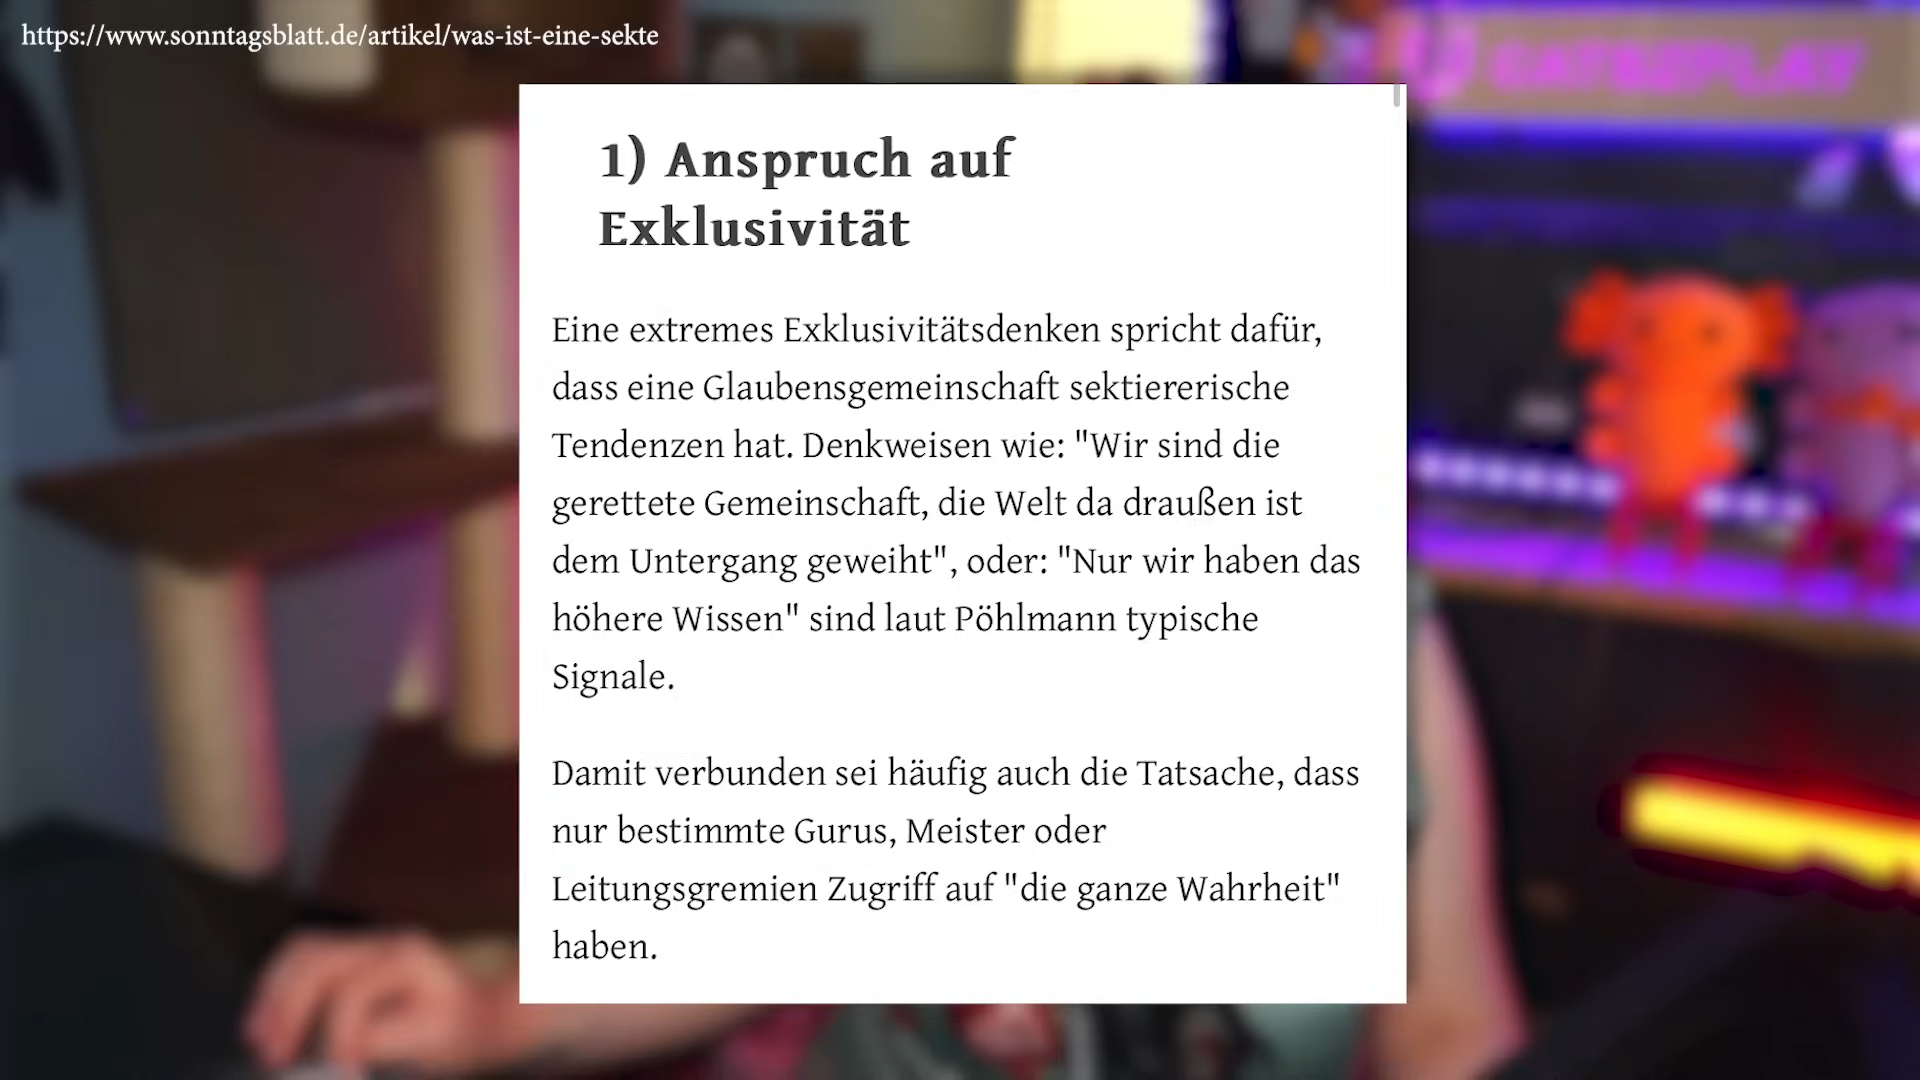 https://www.sonntagsblatt.de/artikel/was-ist-eine-sekte
GATEZPLAY
1) Anspruch auf
Exklusivität
Eine extremes Exklusivitätsdenken spricht dafür,
dass eine Glaubensgemeinschaft sektiererische
Tendenzen hat. Denkweisen wie: "Wir sind die
gerettete Gemeinschaft, die Welt da draußen ist
dem Untergang geweiht", oder: "Nur wir haben das
höhere Wissen" sind laut Pöhlmann typische
Signale.
Damit verbunden sei häufig auch die Tatsache, dass
nur bestimmte Gurus, Meister oder
Leitungsgremien Zugriff auf "die ganze Wahrheit"
haben.